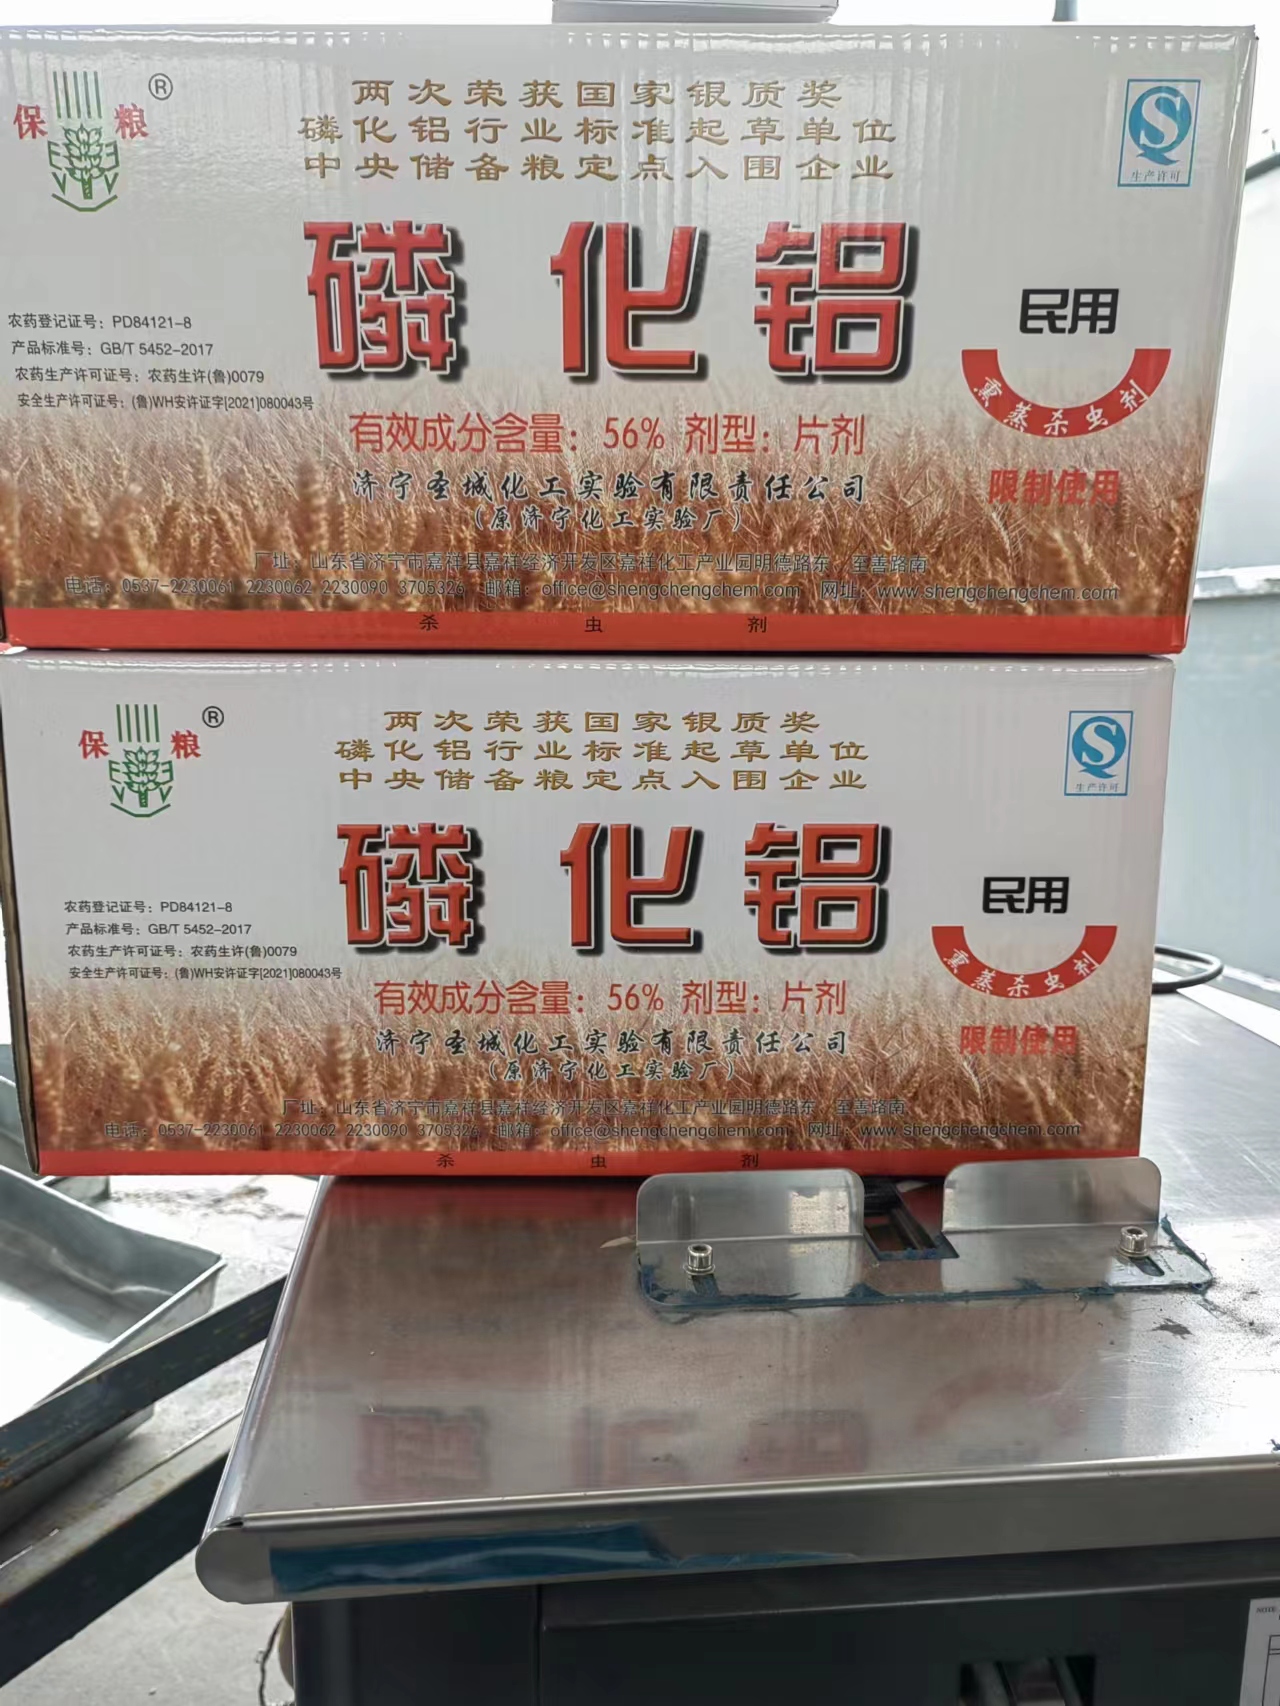 保粮®
两次荣获国家银质奖
磷化铝行业标准起草单位
中央储备粮定点入围企业
QS
生产许可
磷化铝
农药登记证号：PD84121-8
产品标准号：GB/T 5452-2017
农药生产许可证号：农药生许(鲁)0079
安全生产许可证号：(鲁)WH安许证字[2021]080043号
民用
熏蒸杀虫剂
限制使用
有效成分含量：56% 剂型：片剂
济宁圣城化工实验有限责任公司
（原济宁化工实验厂）
厂址：山东省济宁市嘉祥县嘉祥经济开发区嘉祥化工产业园明德路东 至善路南
电话：0537-2230061 2230062 2230090 3705326 邮箱：office@shengchengchem.com 网址：www.shengchengchem.com
杀虫剂
保粮®
两次荣获国家银质奖
磷化铝行业标准起草单位
中央储备粮定点入围企业
QS
生产许可
磷化铝
农药登记证号：PD84121-8
产品标准号：GB/T 5452-2017
农药生产许可证号：农药生许(鲁)0079
安全生产许可证号：(鲁)WH安许证字[2021]080043号
民用
熏蒸杀虫剂
限制使用
有效成分含量：56% 剂型：片剂
济宁圣城化工实验有限责任公司
（原济宁化工实验厂）
厂址：山东省济宁市嘉祥县嘉祥经济开发区嘉祥化工产业园明德路东 至善路南
电话：0537-2230061 2230062 2230090 3705326 邮箱：office@shengchengchem.com 网址：www.shengchengchem.com
杀虫剂